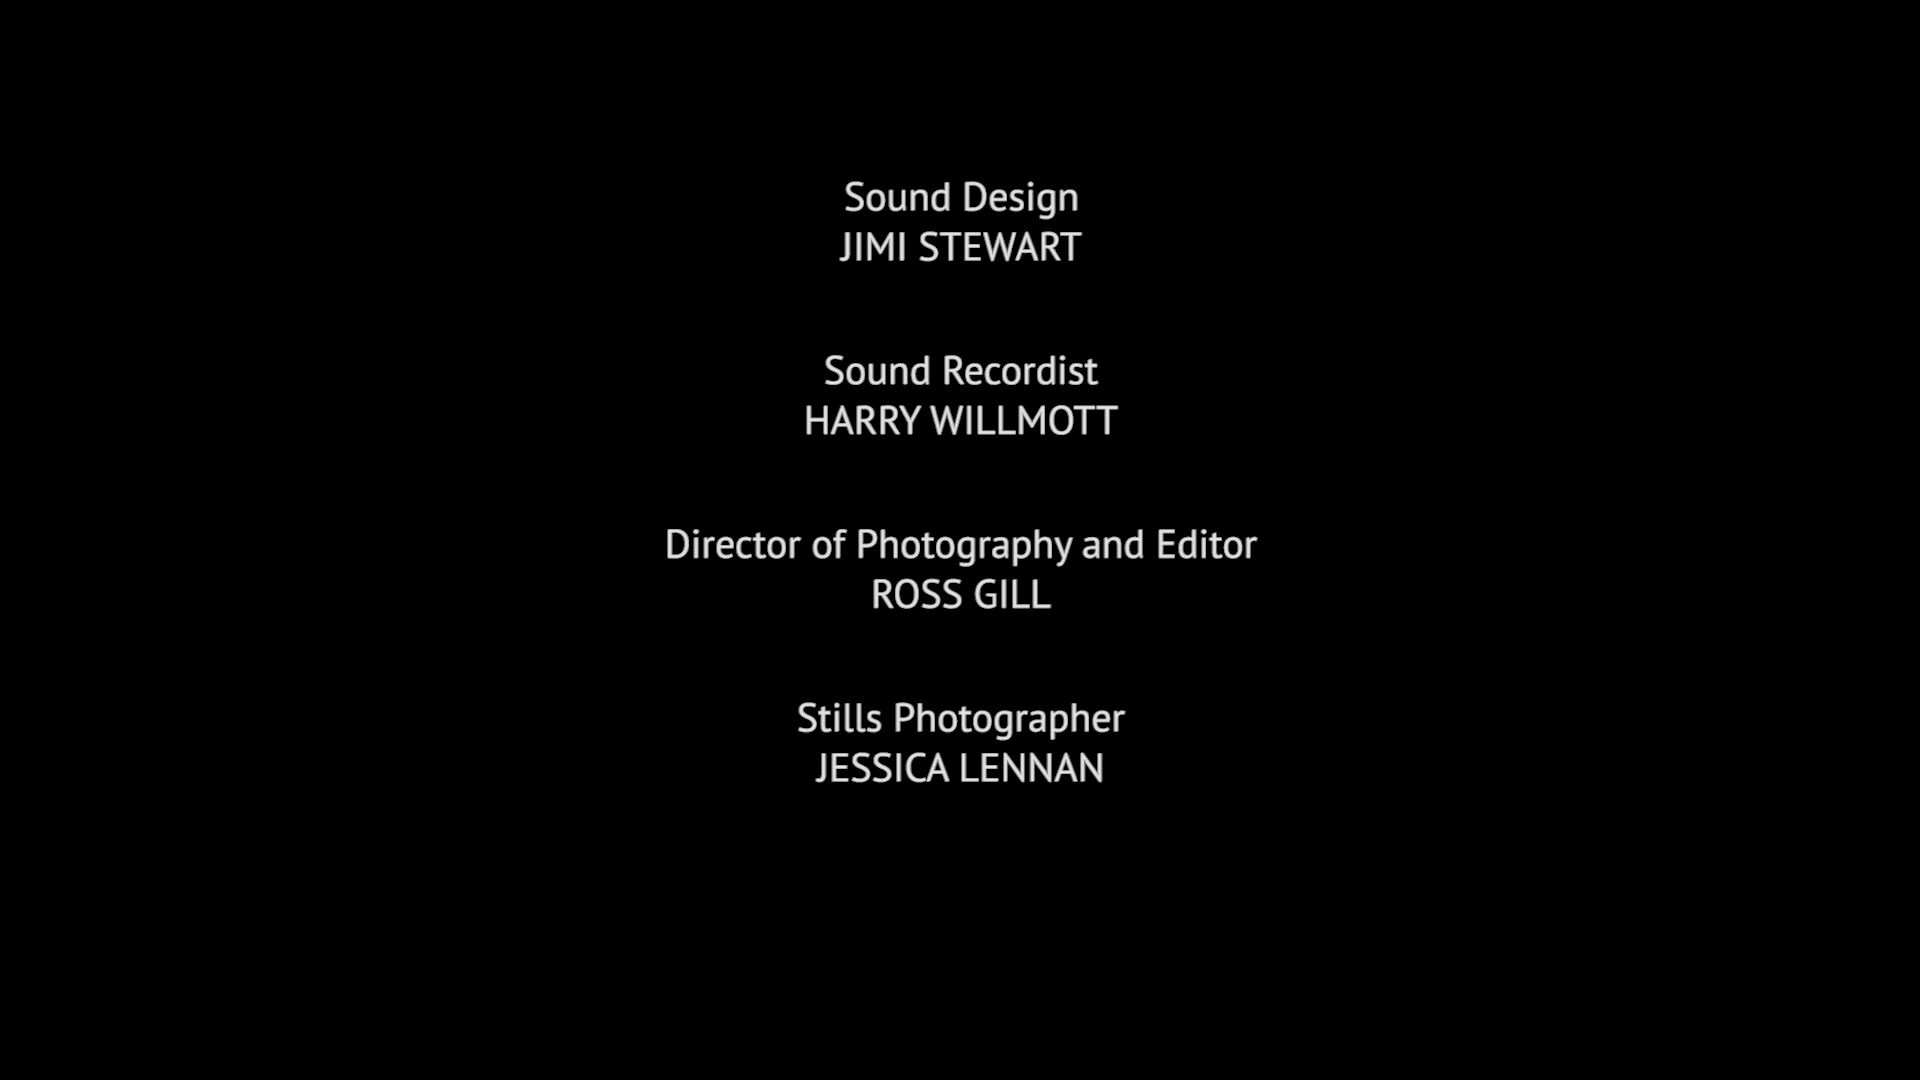 Sound Design
JIMI STEWART
Sound Recordist
HARRY WILLMOTT
Director of Photography and Editor
ROSS GILL
Stills Photographer
JESSICA LENNAN